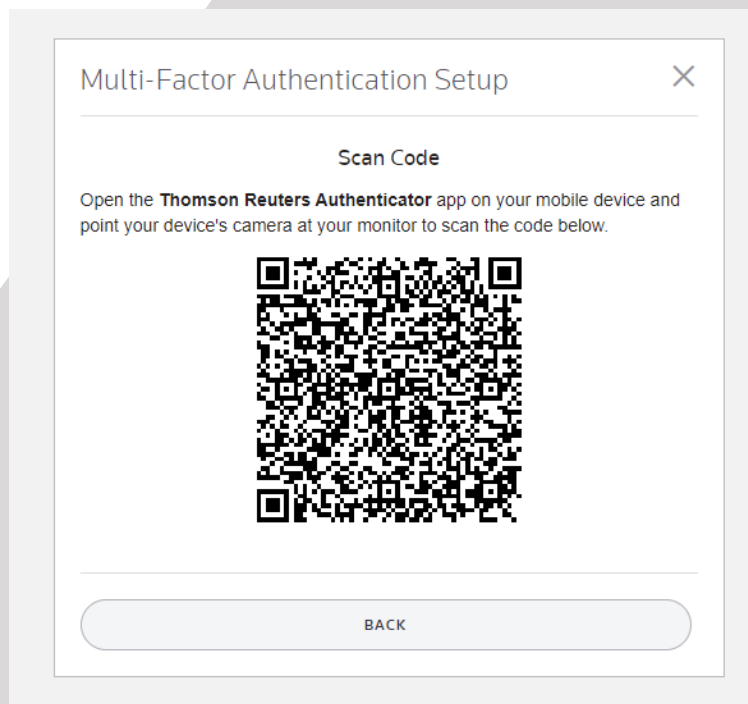 Multi-Factor Authentication Setup
Scan Code
Open the Thomson Reuters Authenticator app on your mobile device and
point your device's camera at your monitor to scan the code below.
BACK